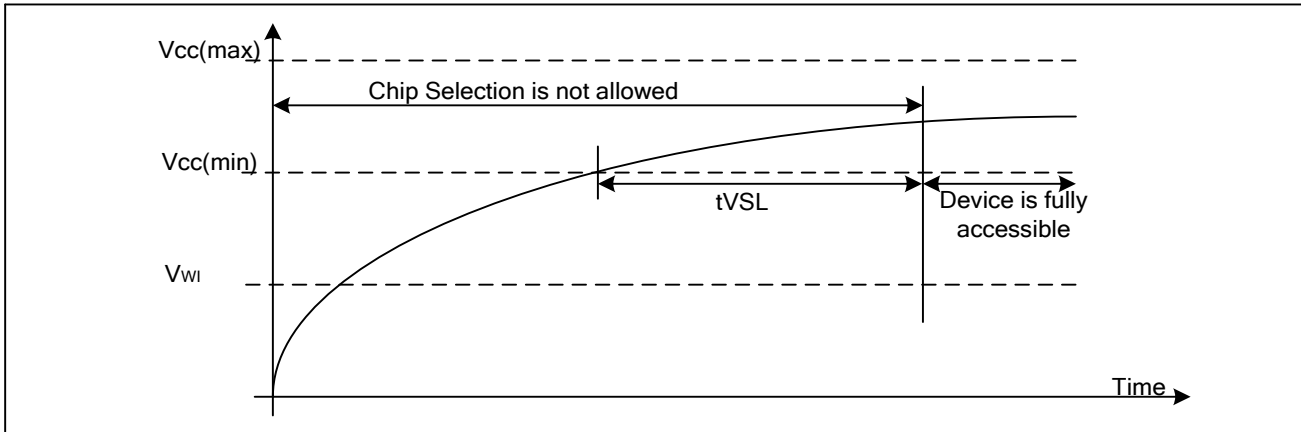 Vcc(max)
Chip Selection is not allowed
Vcc(min)
tVSL
Device is fully
accessible
VWI
Time